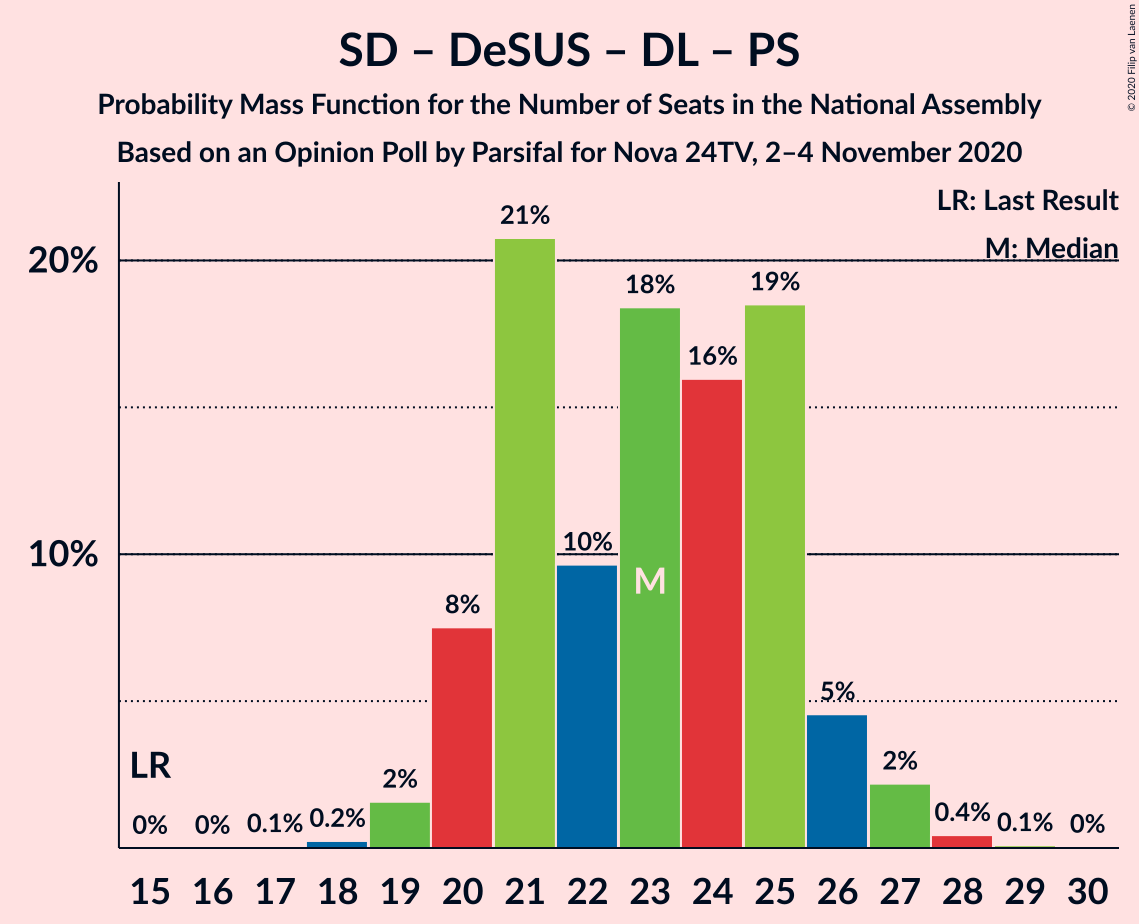 SD – DeSUS – DL – PS
Probability Mass Function for the Number of Seats in the National Assembly
Based on an Opinion Poll by Parsifal for Nova 24TV, 2–4 November 2020
© 2020 Filip van Laenen
LR: Last Result
M: Median
20%
10%
LR
0%
0%
0.1%
0.2%
2%
8%
21%
10%
18%
M
16%
19%
5%
2%
0.4%
0.1%
0%
15 16 17 18 19 20 21 22 23 24 25 26 27 28 29 30